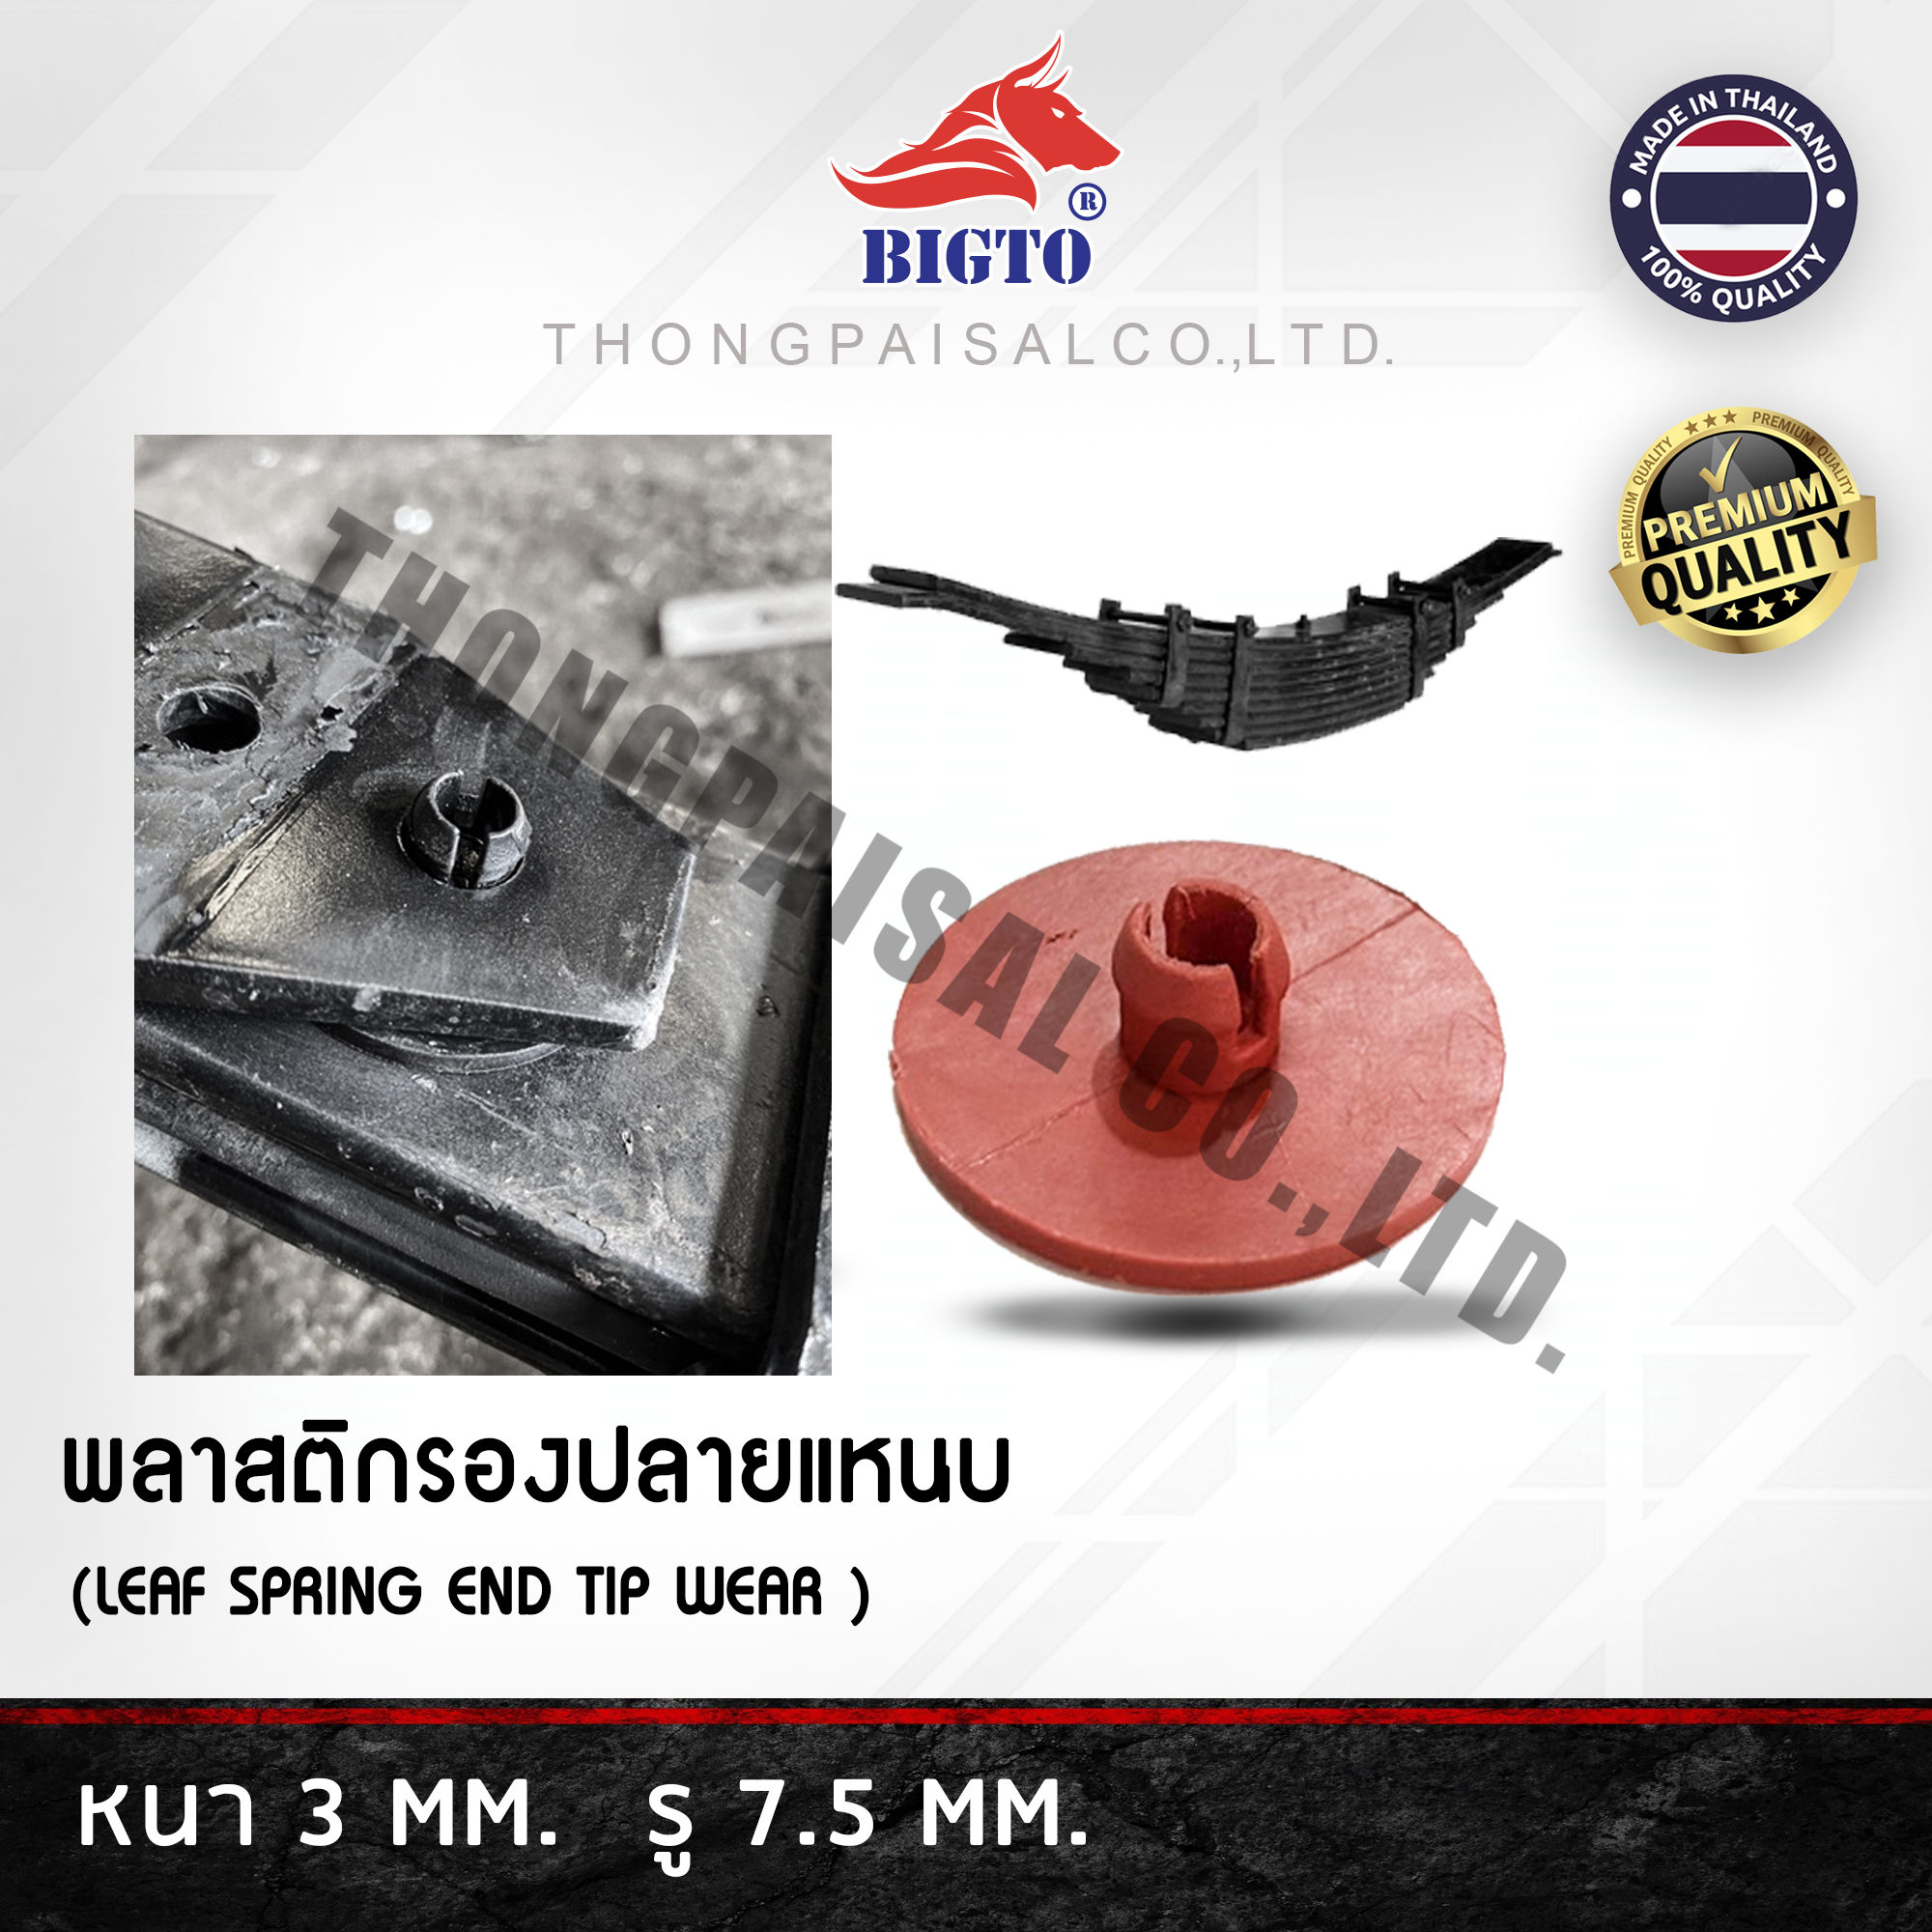 BIGTO
®
THONGPAISALCO.,LTD.
MADE IN THAILAND
100% QUALITY
PREMIUM QUALITY ★★★ PREMIUM QUALITY
PREMIUM QUALITY
PREMIUM
QUALITY
THONGPAISAL CO.,LTD.
พลาสติกรองปลายแหนบ
(LEAF SPRING END TIP WEAR )
หนา 3 MM. รู 7.5 MM.